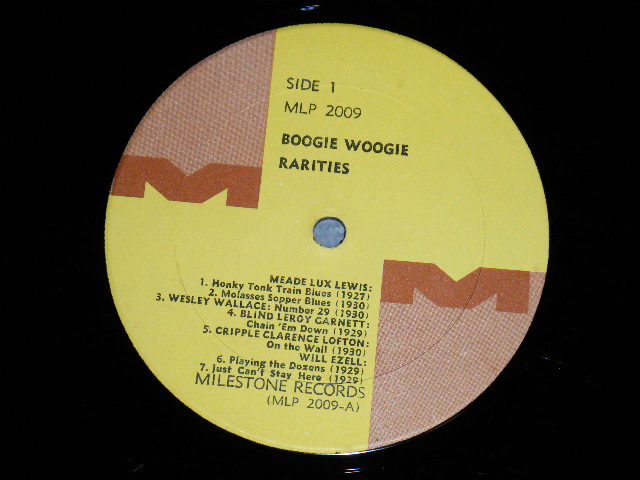 SIDE 1
MLP 2009
BOOGIE WOOGIE
RARITIES
MEADE LUX LEWIS:
1. Honky Tonk Train Blues (1927)
2. Molasses Sopper Blues (1930)
3. WESLEY WALLACE: Number 29 (1930)
4. BLIND LEROY GARNETT:
Chain 'Em Down (1929)
5. CRIPPLE CLARENCE LOFTON:
On the Wall (1930)
WILL EZELL:
6. Playing the Dozens (1929)
7. Just Can't Stay Here (1929)
MILESTONE RECORDS
(MLP 2009-A)